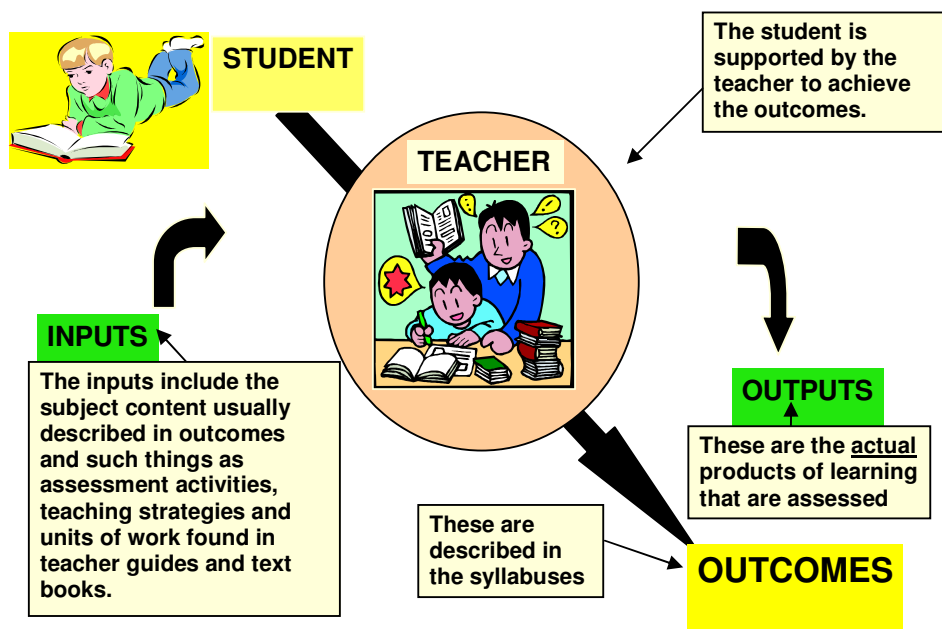 STUDENT
The student is
supported by the
teacher to achieve
the outcomes.
TEACHER
INPUTS
The inputs include the
subject content usually
described in outcomes
and such things as
assessment activities,
teaching strategies and
units of work found in
teacher guides and text
books.
OUTPUTS
These are the actual
products of learning
that are assessed
These are
described in
the syllabuses
OUTCOMES